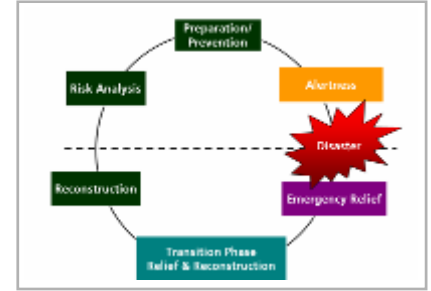 Preparation/
Prevention
Risk Analysis
Alertness
Disaster
Reconstruction
Emergency Relief
Transition Phase
Relief & Reconstruction